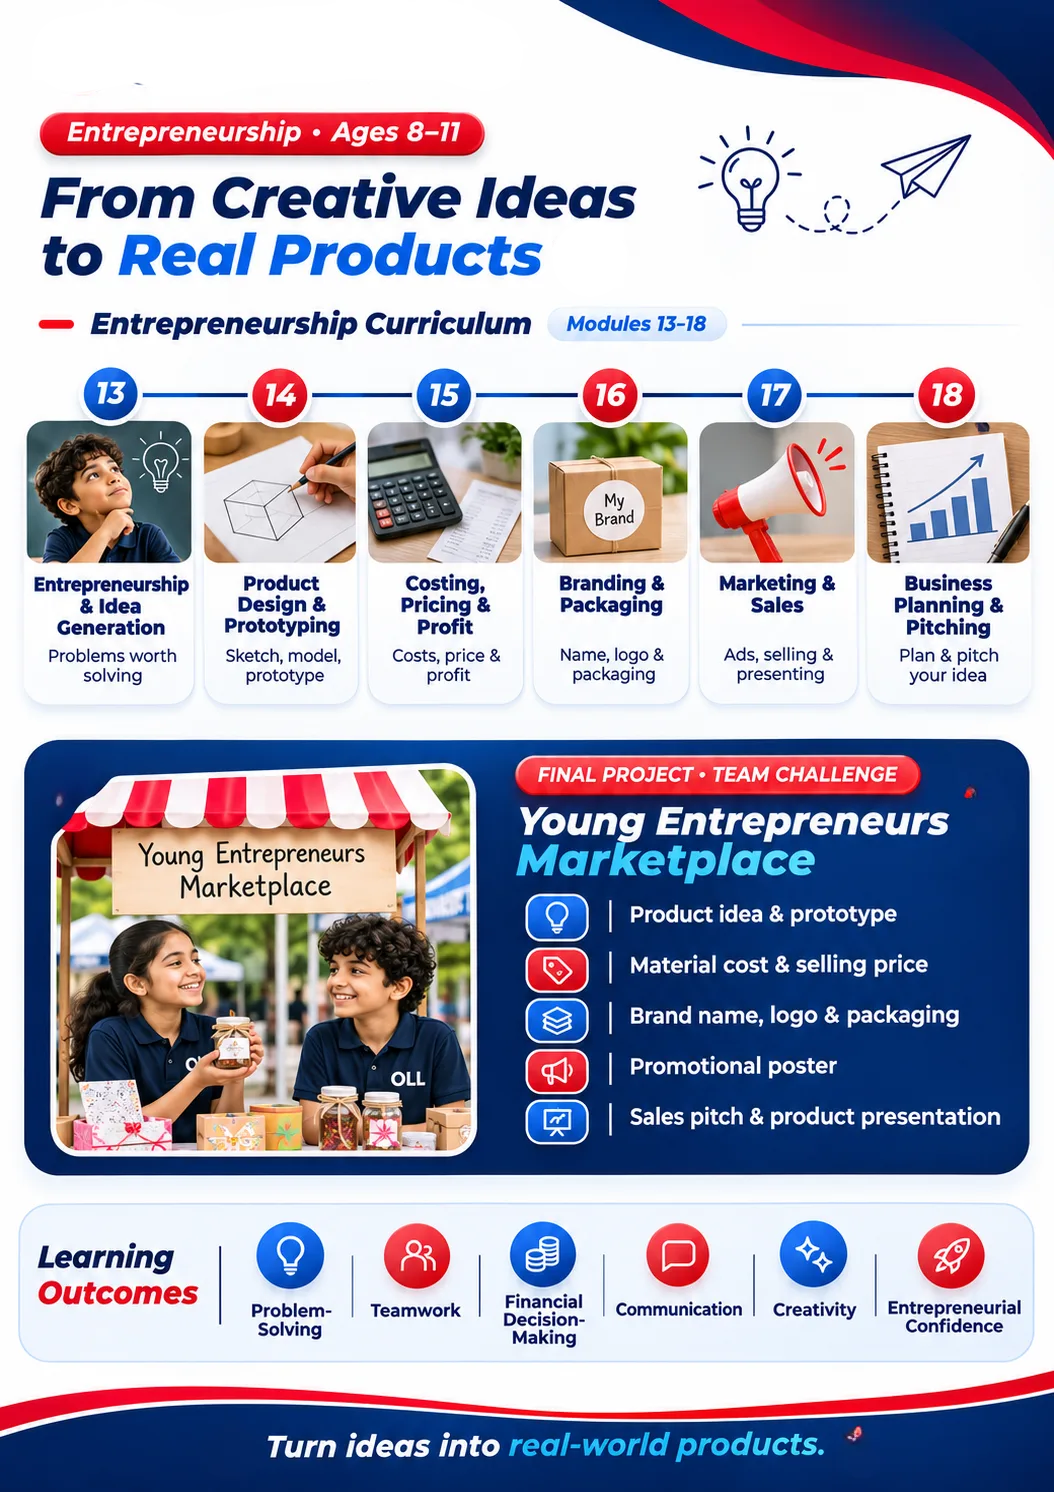 Entrepreneurship • Ages 8–11
From Creative Ideas
to Real Products
Entrepreneurship Curriculum
Modules 13–18
13
14
15
16
17
18
My
Brand
Entrepreneurship
& Idea
Generation
Problems worth
solving
Product
Design &
Prototyping
Sketch, model,
prototype
Costing,
Pricing &
Profit
Costs, price &
profit
Branding &
Packaging
Name, logo &
packaging
Marketing &
Sales
Ads, selling &
presenting
Business
Planning &
Pitching
Plan & pitch
your idea
Young Entrepreneurs
Marketplace
OLL
FINAL PROJECT • TEAM CHALLENGE
Young Entrepreneurs
Marketplace
Product idea & prototype
Material cost & selling price
Brand name, logo & packaging
Promotional poster
Sales pitch & product presentation
Learning
Outcomes
Problem-
Solving
Teamwork
Financial
Decision-
Making
Communication
Creativity
Entrepreneurial
Confidence
Turn ideas into real-world products.